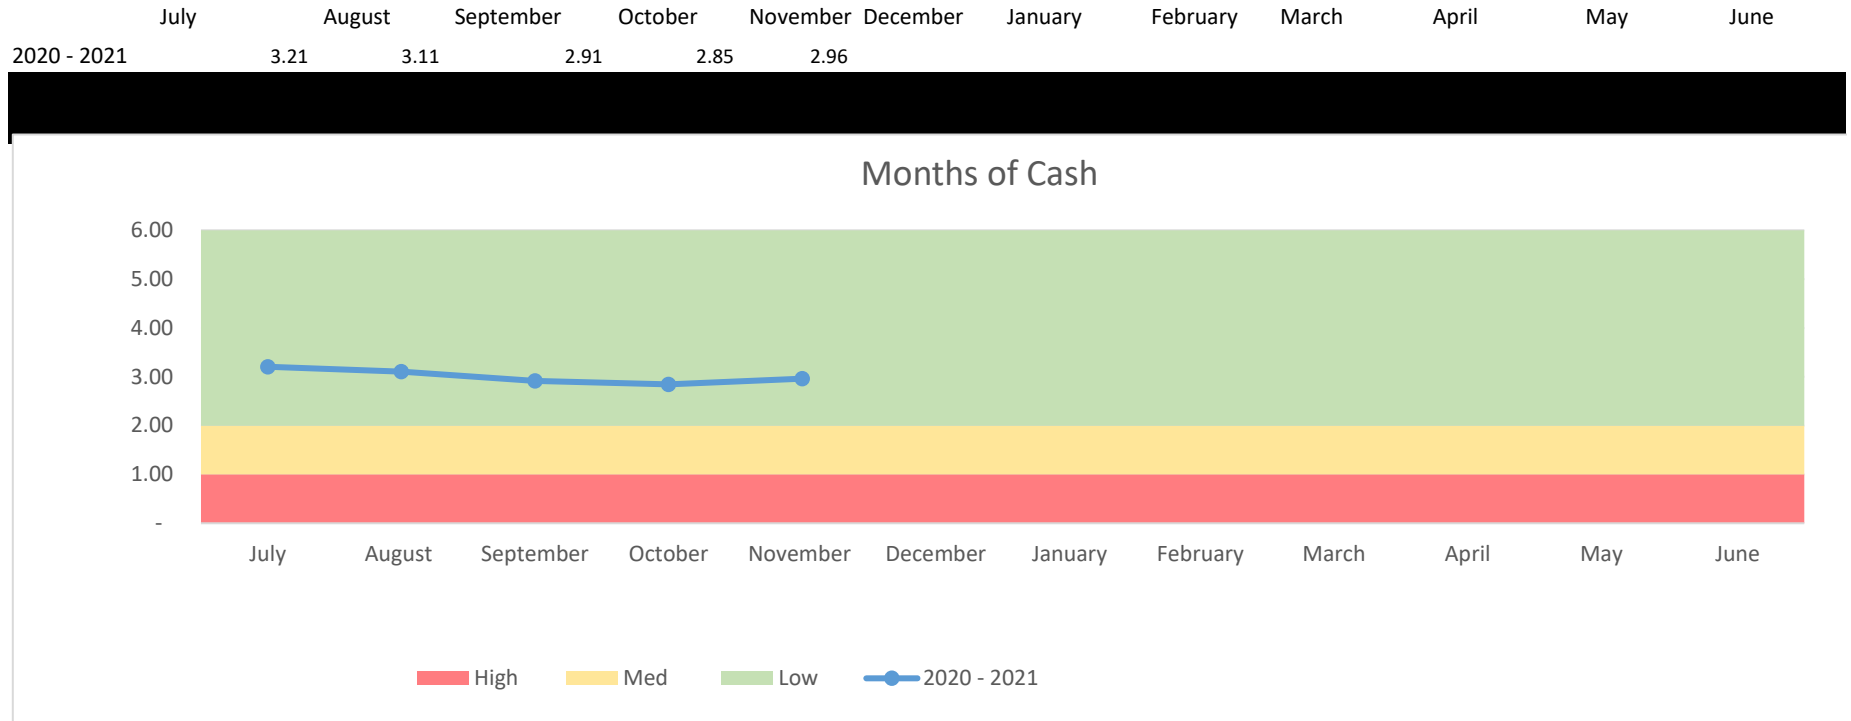 July August September October November December January February March April May June
2020 - 2021 3.21 3.11 2.91 2.85 2.96
Months of Cash
6.00
5.00
4.00
3.00
2.00
1.00
-
July August September October November December January February March April May June
High Med Low 2020 - 2021